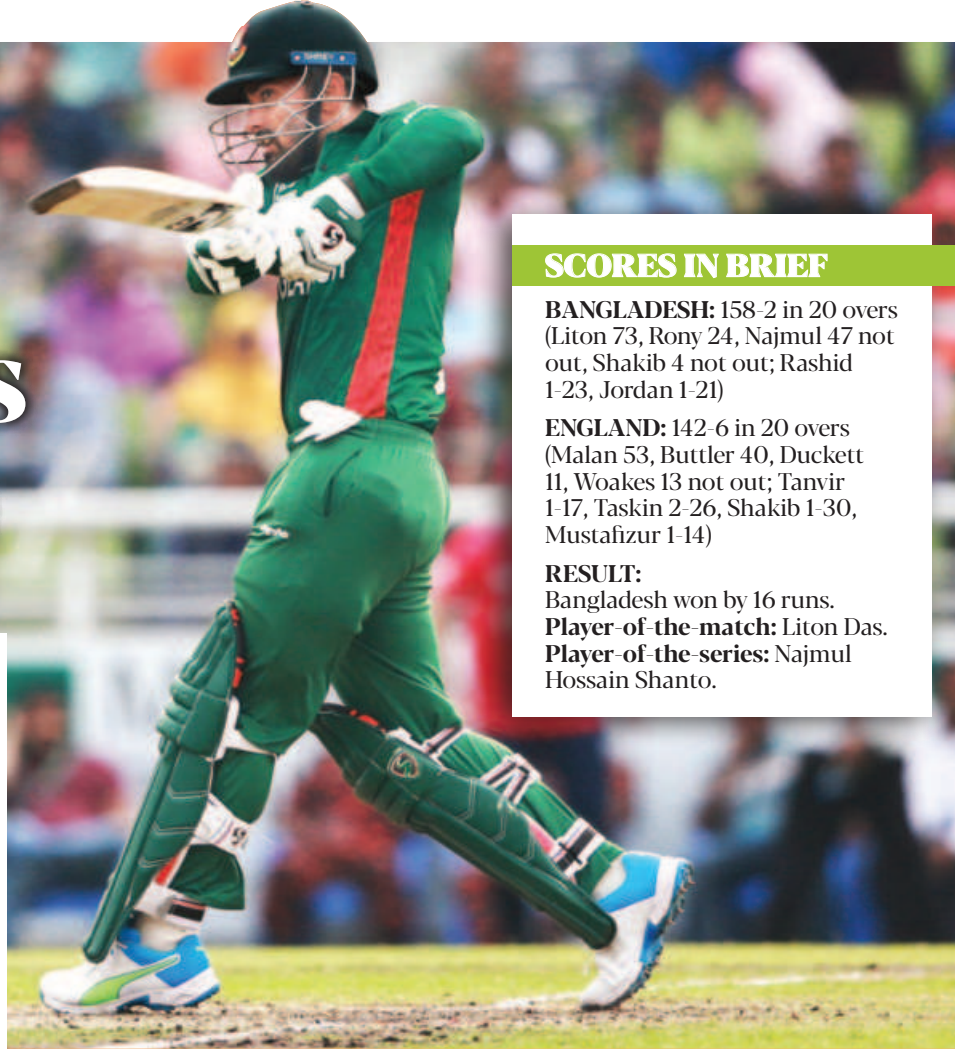 S
SCORES IN BRIEF
BANGLADESH: 158-2 in 20 overs
(Liton 73, Rony 24, Najmul 47 not
out, Shakib 4 not out; Rashid
1-23, Jordan 1-21)
ENGLAND: 142-6 in 20 overs
(Malan 53, Buttler 40, Duckett
11, Woakes 13 not out; Tanvir
1-17, Taskin 2-26, Shakib 1-30,
Mustafizur 1-14)
RESULT:
Bangladesh won by 16 runs.
Player-of-the-match: Liton Das.
Player-of-the-series: Najmul
Hossain Shanto.